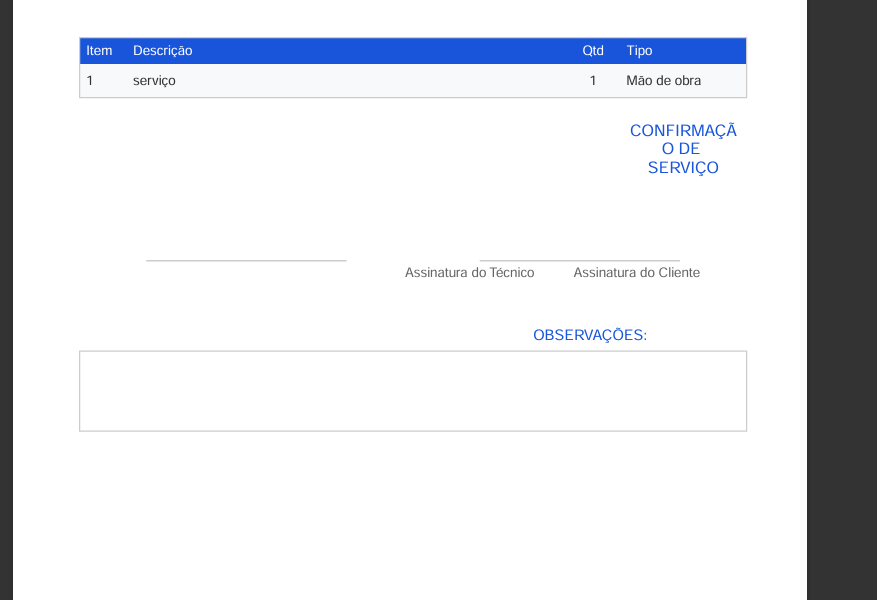 Item Descrição Qtd Tipo
1 serviço 1 Mão de obra
CONFIRMAÇÃ
O DE
SERVIÇO
Assinatura do Técnico Assinatura do Cliente
OBSERVAÇÕES: